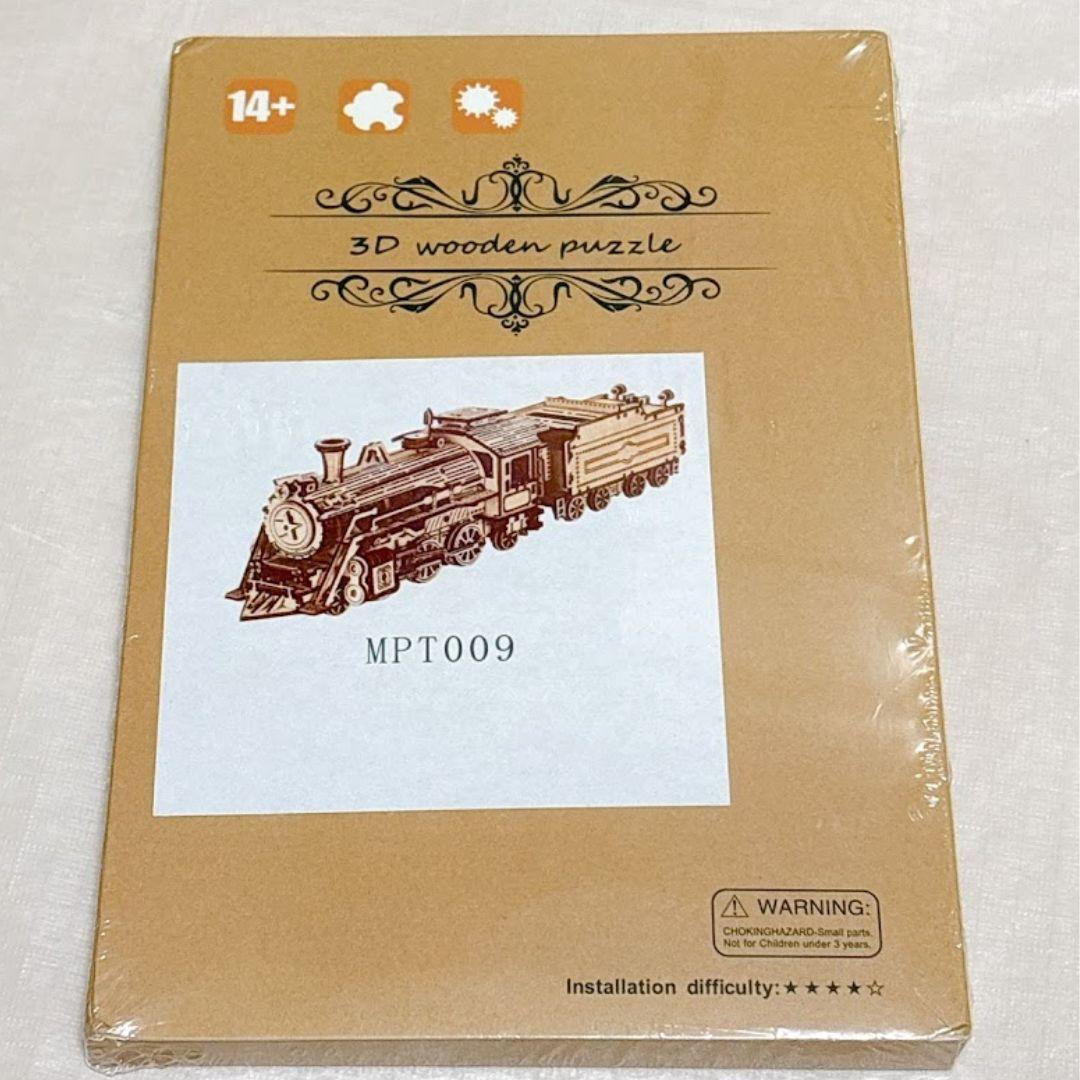 14+
3D wooden puzzle
MPT009
WARNING:
CHOKINGHAZARD-Small parts.
Not for Children under 3 years.
Installation difficulty:★★★★☆